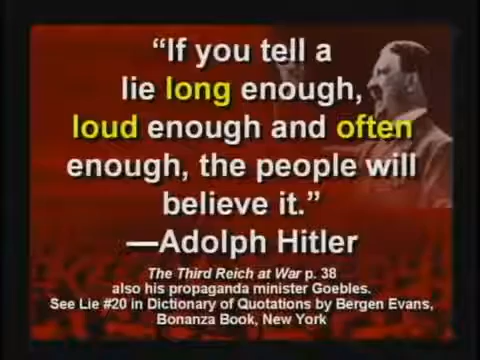 “If you tell a
lie long enough,
loud enough and often
enough, the people will
believe it.”
—Adolph Hitler
The Third Reich at War p. 38
also his propaganda minister Goebles.
See Lie #20 in Dictionary of Quotations by Bergen Evans,
Bonanza Book, New York